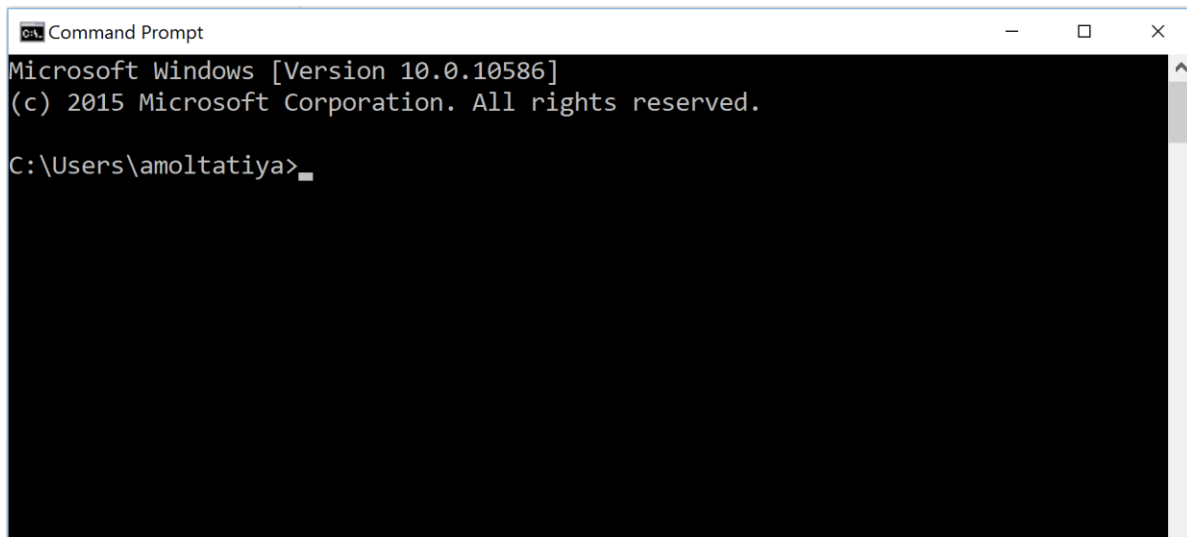 Command Prompt
Microsoft Windows [Version 10.0.10586]
(c) 2015 Microsoft Corporation. All rights reserved.
C:\Users\amoltatiya>